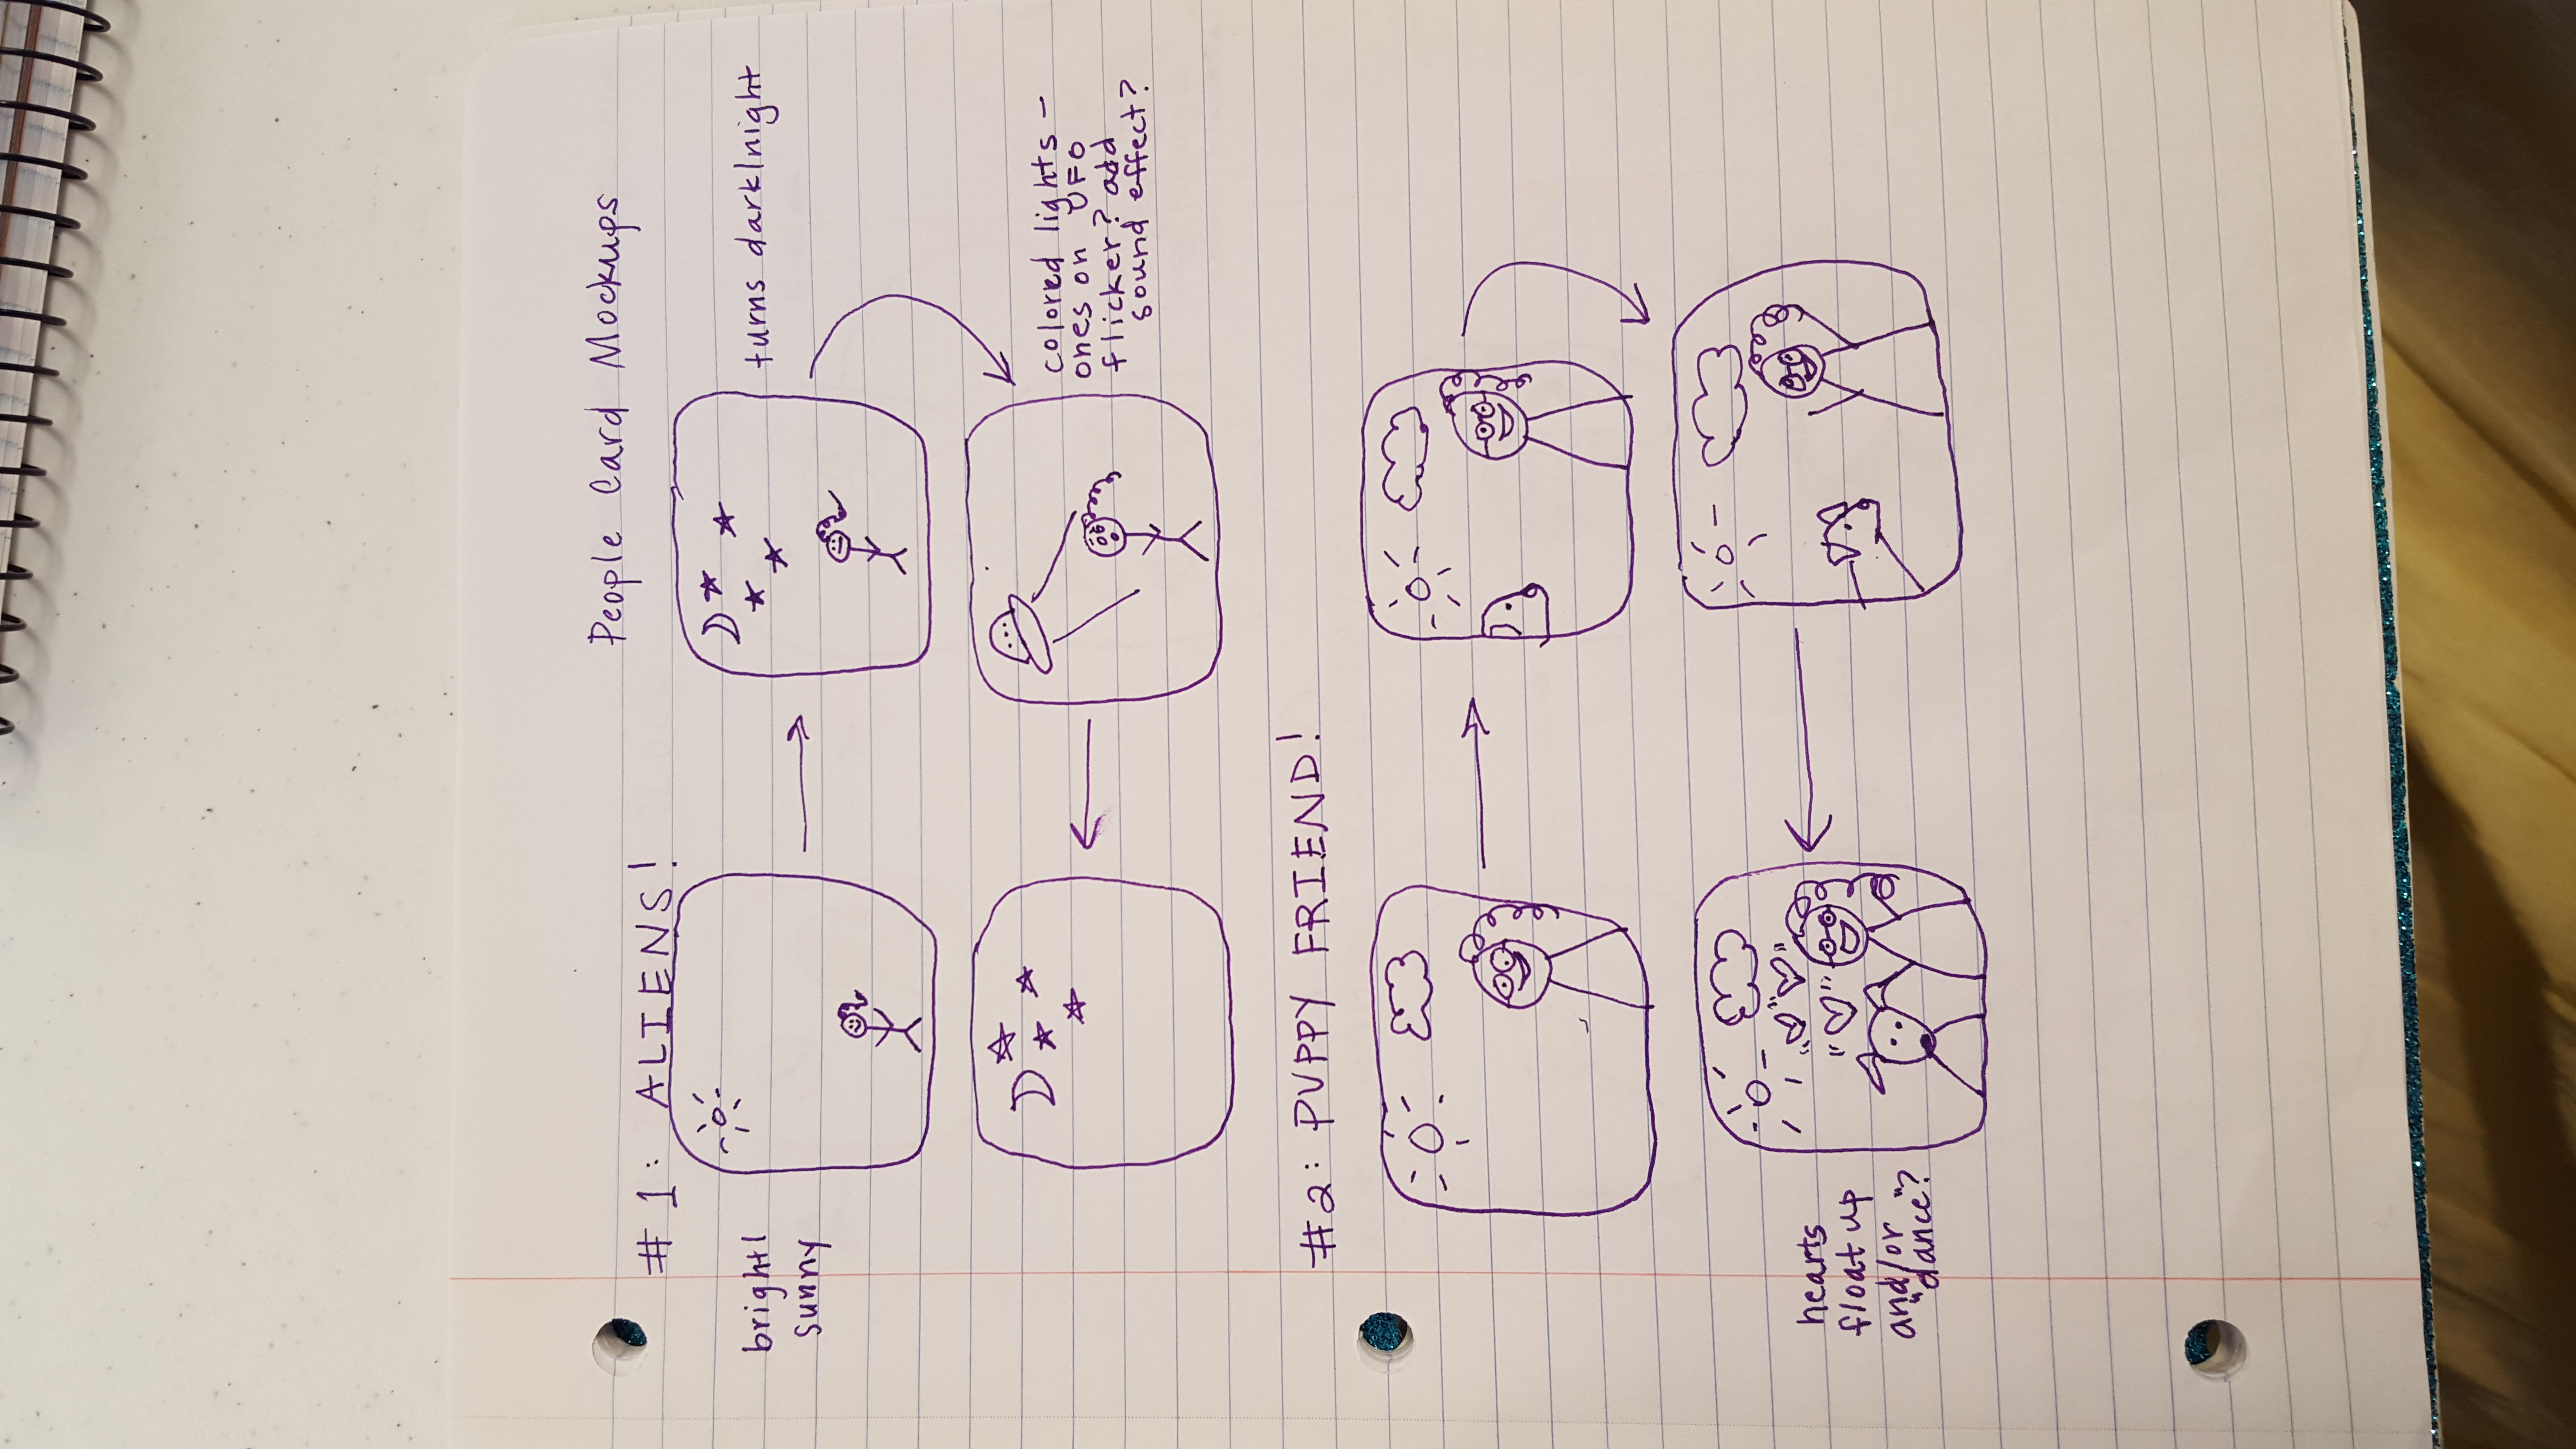 People Card Mockups
#1: ALIENS!
bright/
sunny
turns dark/night
colored lights -
ones on UFO
flicker? add
sound effect?
#2: PUPPY FRIEND!
hearts
float up
and/or
"dance"?